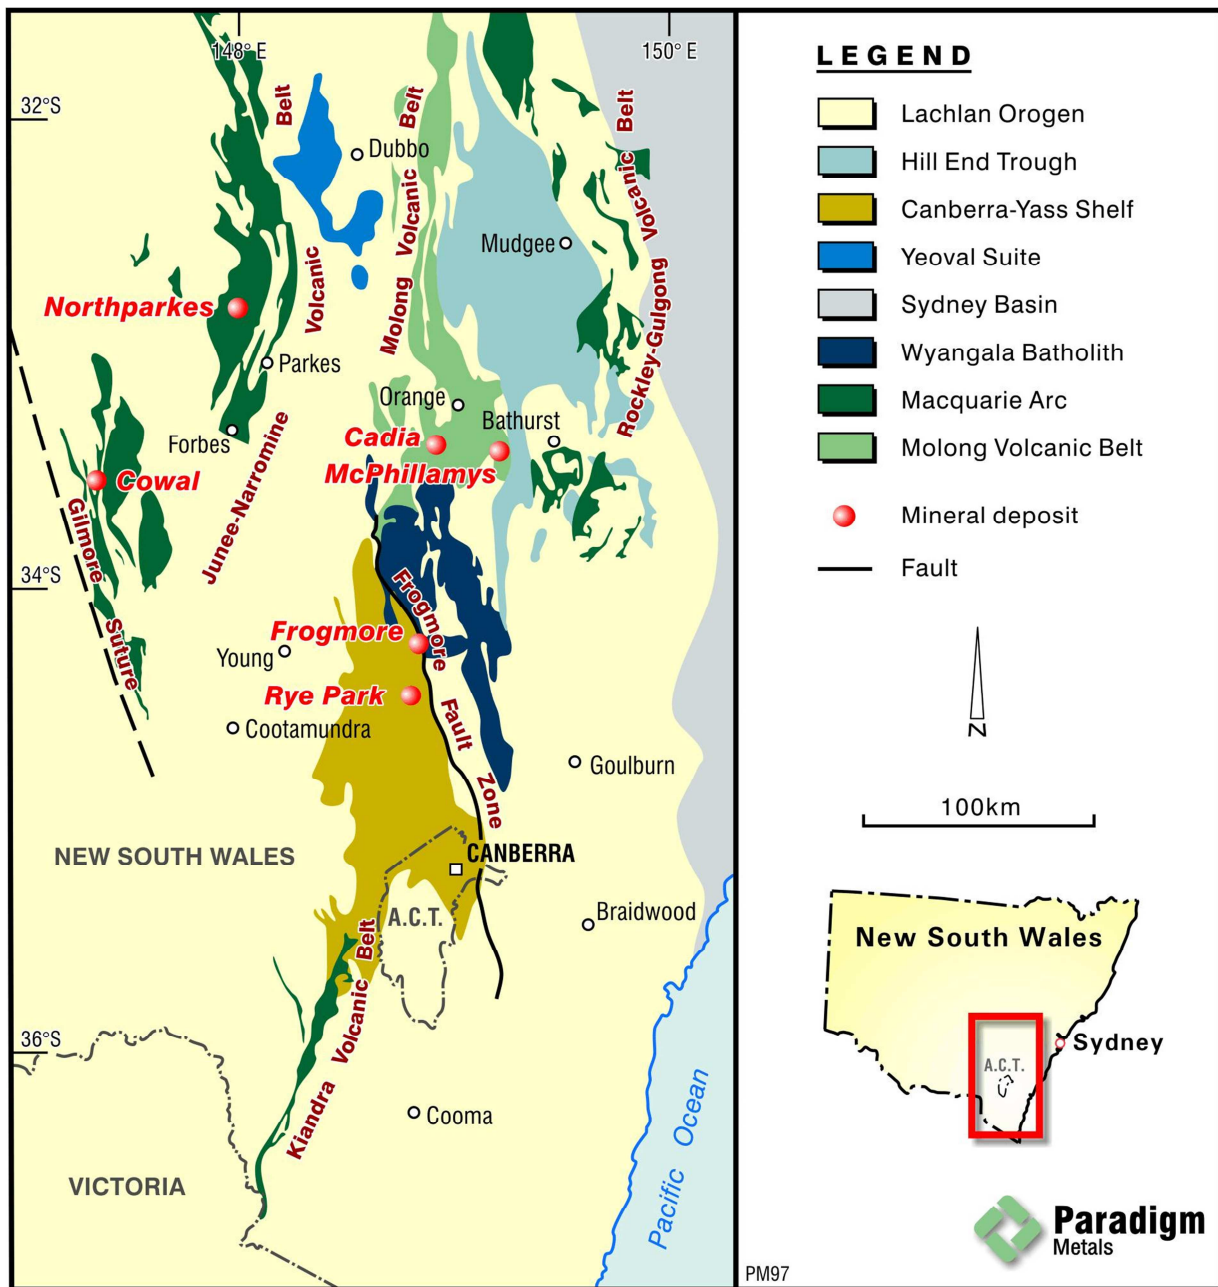 148° E
150° E
32°S
34°S
36°S
Belt
Dubbo
Belt
Molong Volcanic
Volcanic
Mudgee
Rockley-Gulgong Volcanic Belt
Northparkes
Parkes
Orange
Bathurst
Forbes
Cadia
McPhillamys
Cowal
Junee-Narromine
Gilmore
Suture
Frogmore
Frogmore
Fault
Zone
Young
Rye Park
Cootamundra
Goulburn
NEW SOUTH WALES
CANBERRA
A.C.T.
Braidwood
Kiandra Volcanic Belt
Cooma
VICTORIA
Pacific Ocean
LEGEND
Lachlan Orogen
Hill End Trough
Canberra-Yass Shelf
Yeoval Suite
Sydney Basin
Wyangala Batholith
Macquarie Arc
Molong Volcanic Belt
Mineral deposit
Fault
N
100km
New South Wales
Sydney
A.C.T.
Paradigm
Metals
PM97